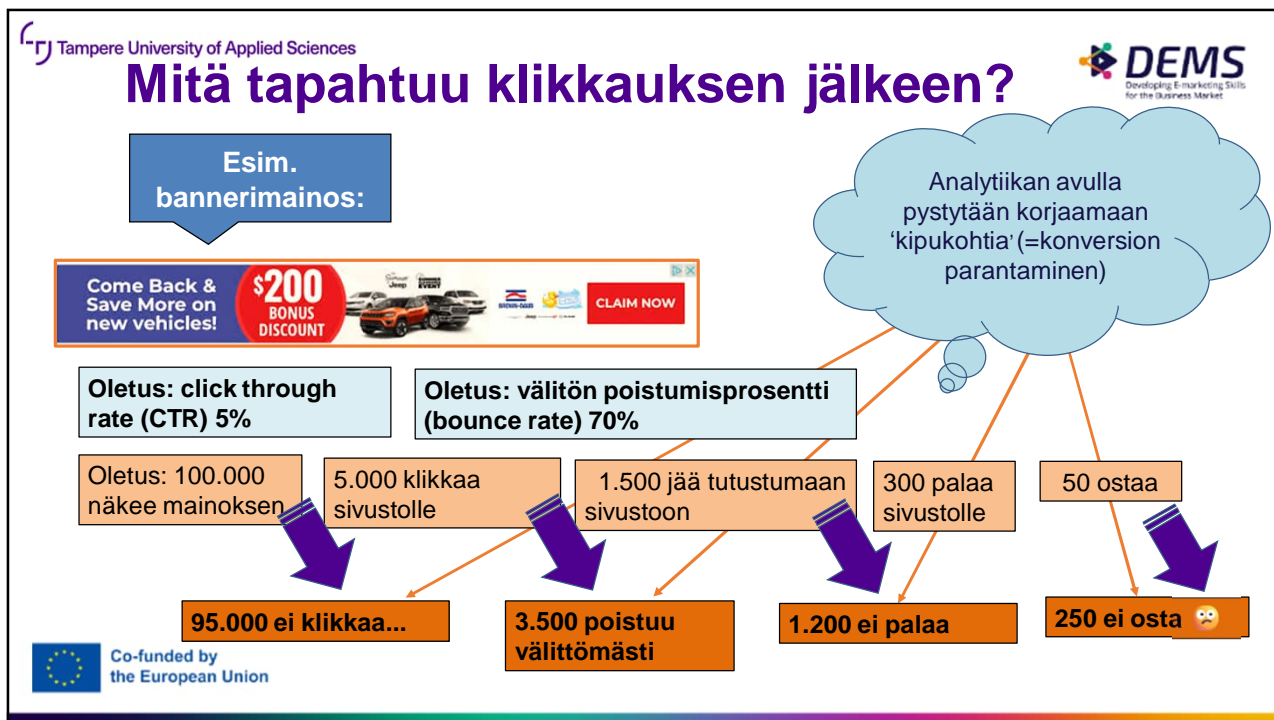 Tampere University of Applied Sciences
DEMS
Developing E-marketing Skills
for the Business Market
Mitä tapahtuu klikkauksen jälkeen?
Esim.
bannerimainos:
Analytiikan avulla
pystytään korjaamaan
‘kipukohtia’ (=konversion
parantaminen)
Come Back &
Save More on
new vehicles!
$200
BONUS
DISCOUNT
Jeep
SUMMER
EVENT
CLAIM NOW
Oletus: click through
rate (CTR) 5%
Oletus: välitön poistumisprosentti
(bounce rate) 70%
Oletus: 100.000
näkee mainoksen
5.000 klikkaa
sivustolle
1.500 jää tutustumaan
sivustoon
300 palaa
sivustolle
50 ostaa
95.000 ei klikkaa...
3.500 poistuu
välittömästi
1.200 ei palaa
250 ei osta
Co-funded by
the European Union